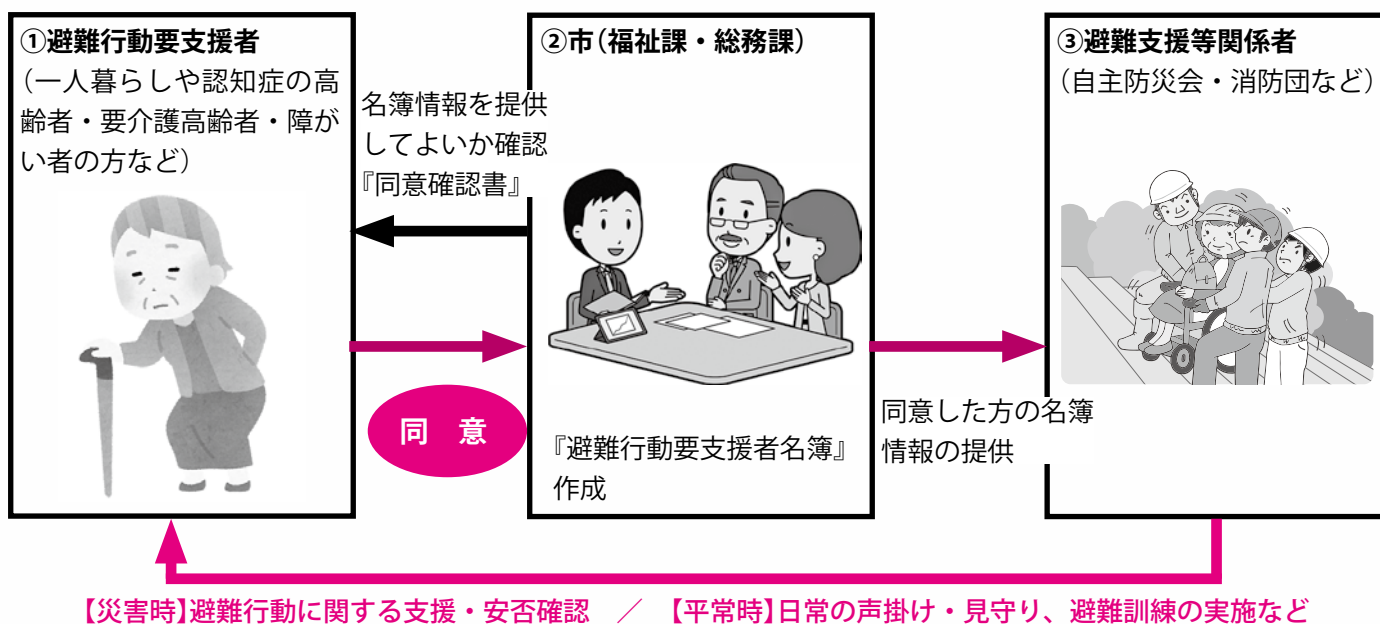 ①避難行動要支援者
（一人暮らしや認知症の高
齢者・要介護高齢者・障が
い者の方など）
名簿情報を提供
してよいか確認
『同意確認書』
同　意
②市（福祉課・総務課）
『避難行動要支援者名簿』
作成
同意した方の名簿
情報の提供
③避難支援等関係者
（自主防災会・消防団など）
【災害時】避難行動に関する支援・安否確認　／　【平常時】日常の声掛け・見守り、避難訓練の実施など